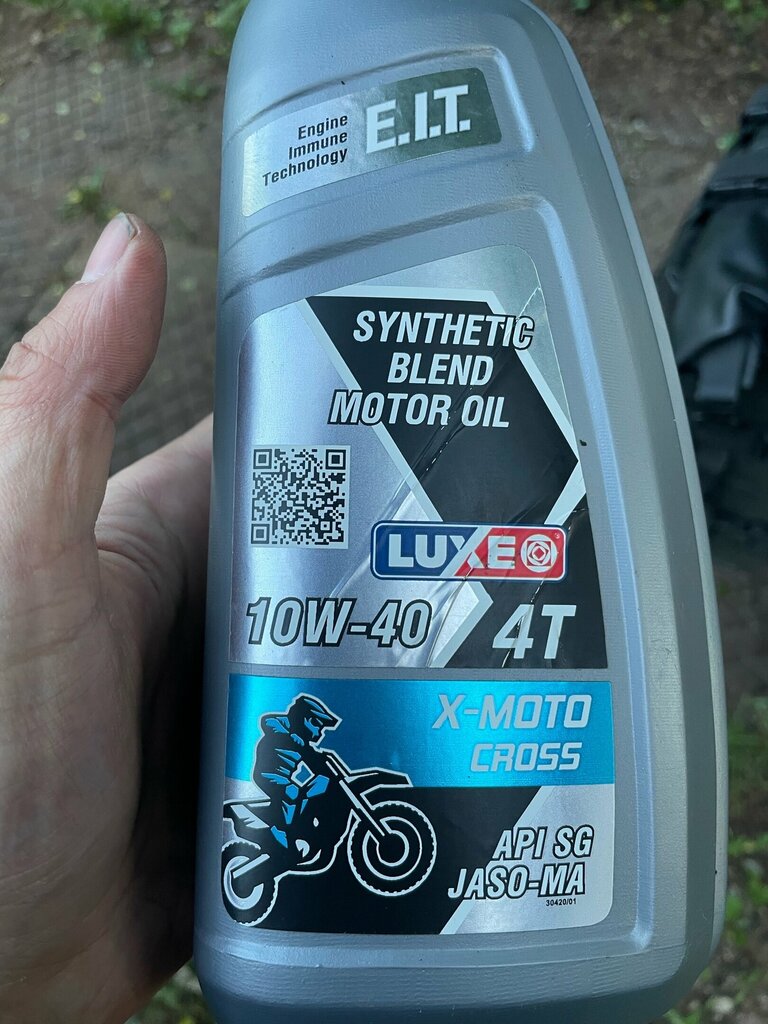 Engine
Immune
Technology
E.I.T.
SYNTHETIC
BLEND
MOTOR OIL
LUXE
10W-40
4T
X-MOTO
CROSS
API SG
JASO-MA
30420/01